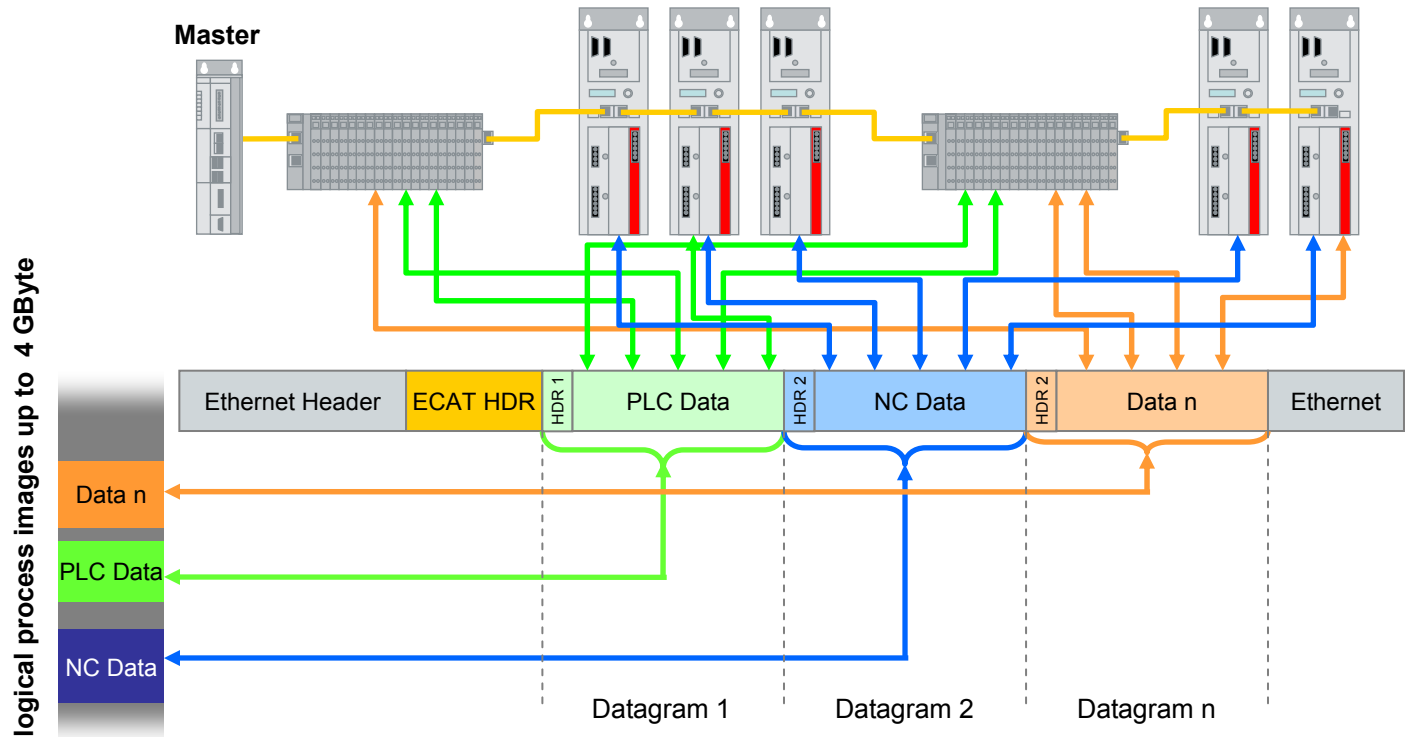 Master
logical process images up to 4 GByte
Ethernet Header
ECAT HDR
HDR 1
PLC Data
HDR 2
NC Data
HDR 2
Data n
Ethernet
Data n
PLC Data
NC Data
Datagram 1
Datagram 2
Datagram n